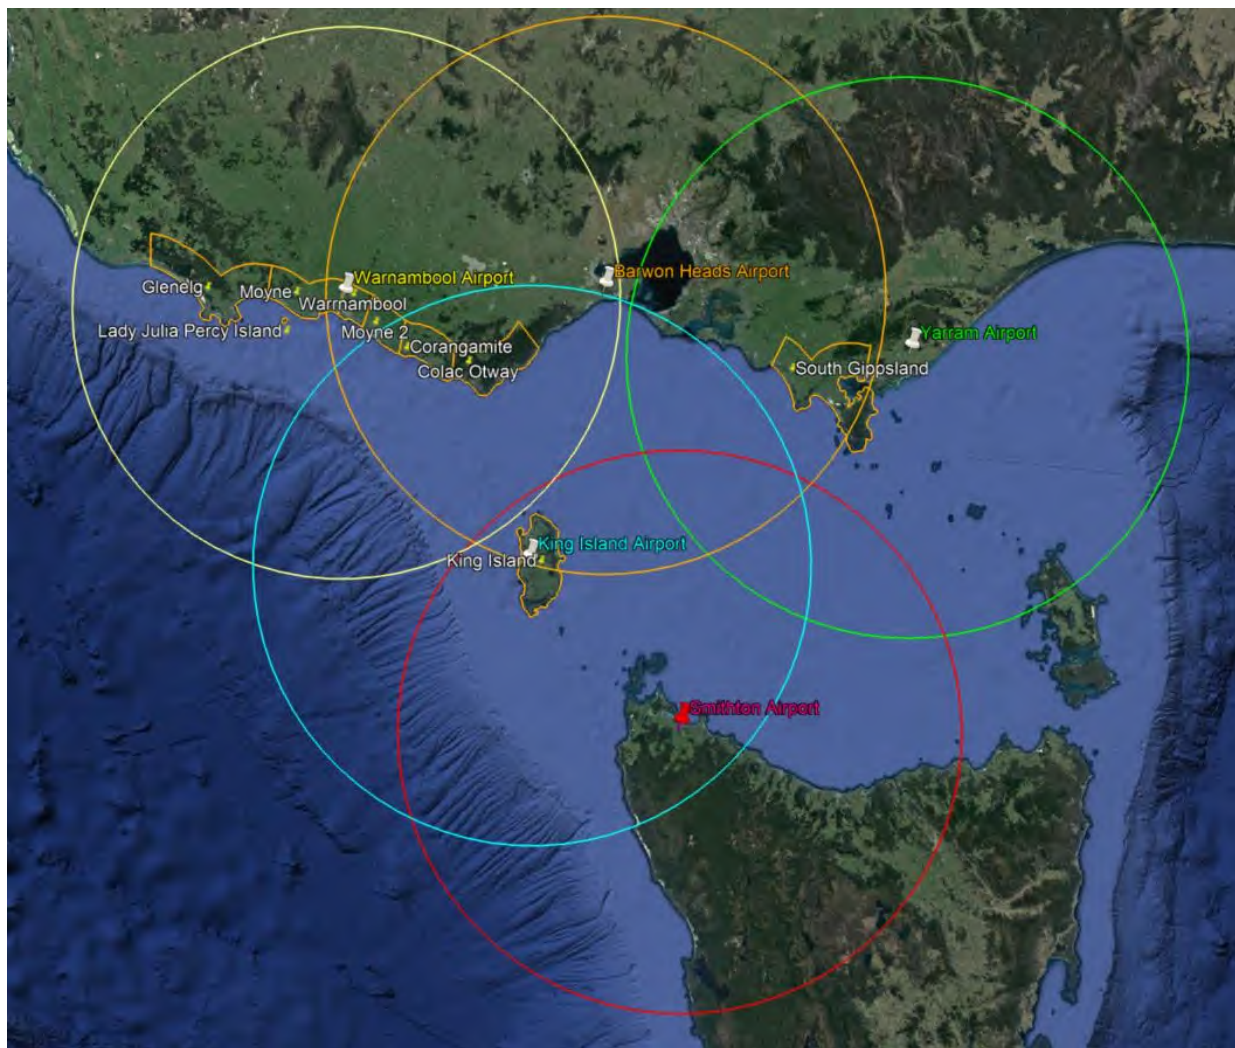 Barwon Heads Airport
Warnambool Airport
Glenelg
Moyne
Warrnambool
Lady Julia Percy Island
Moyne 2
Yarram Airport
Corangamite
South Gippsland
Colac Otway
King Island Airport
King Island
Smithton Airport